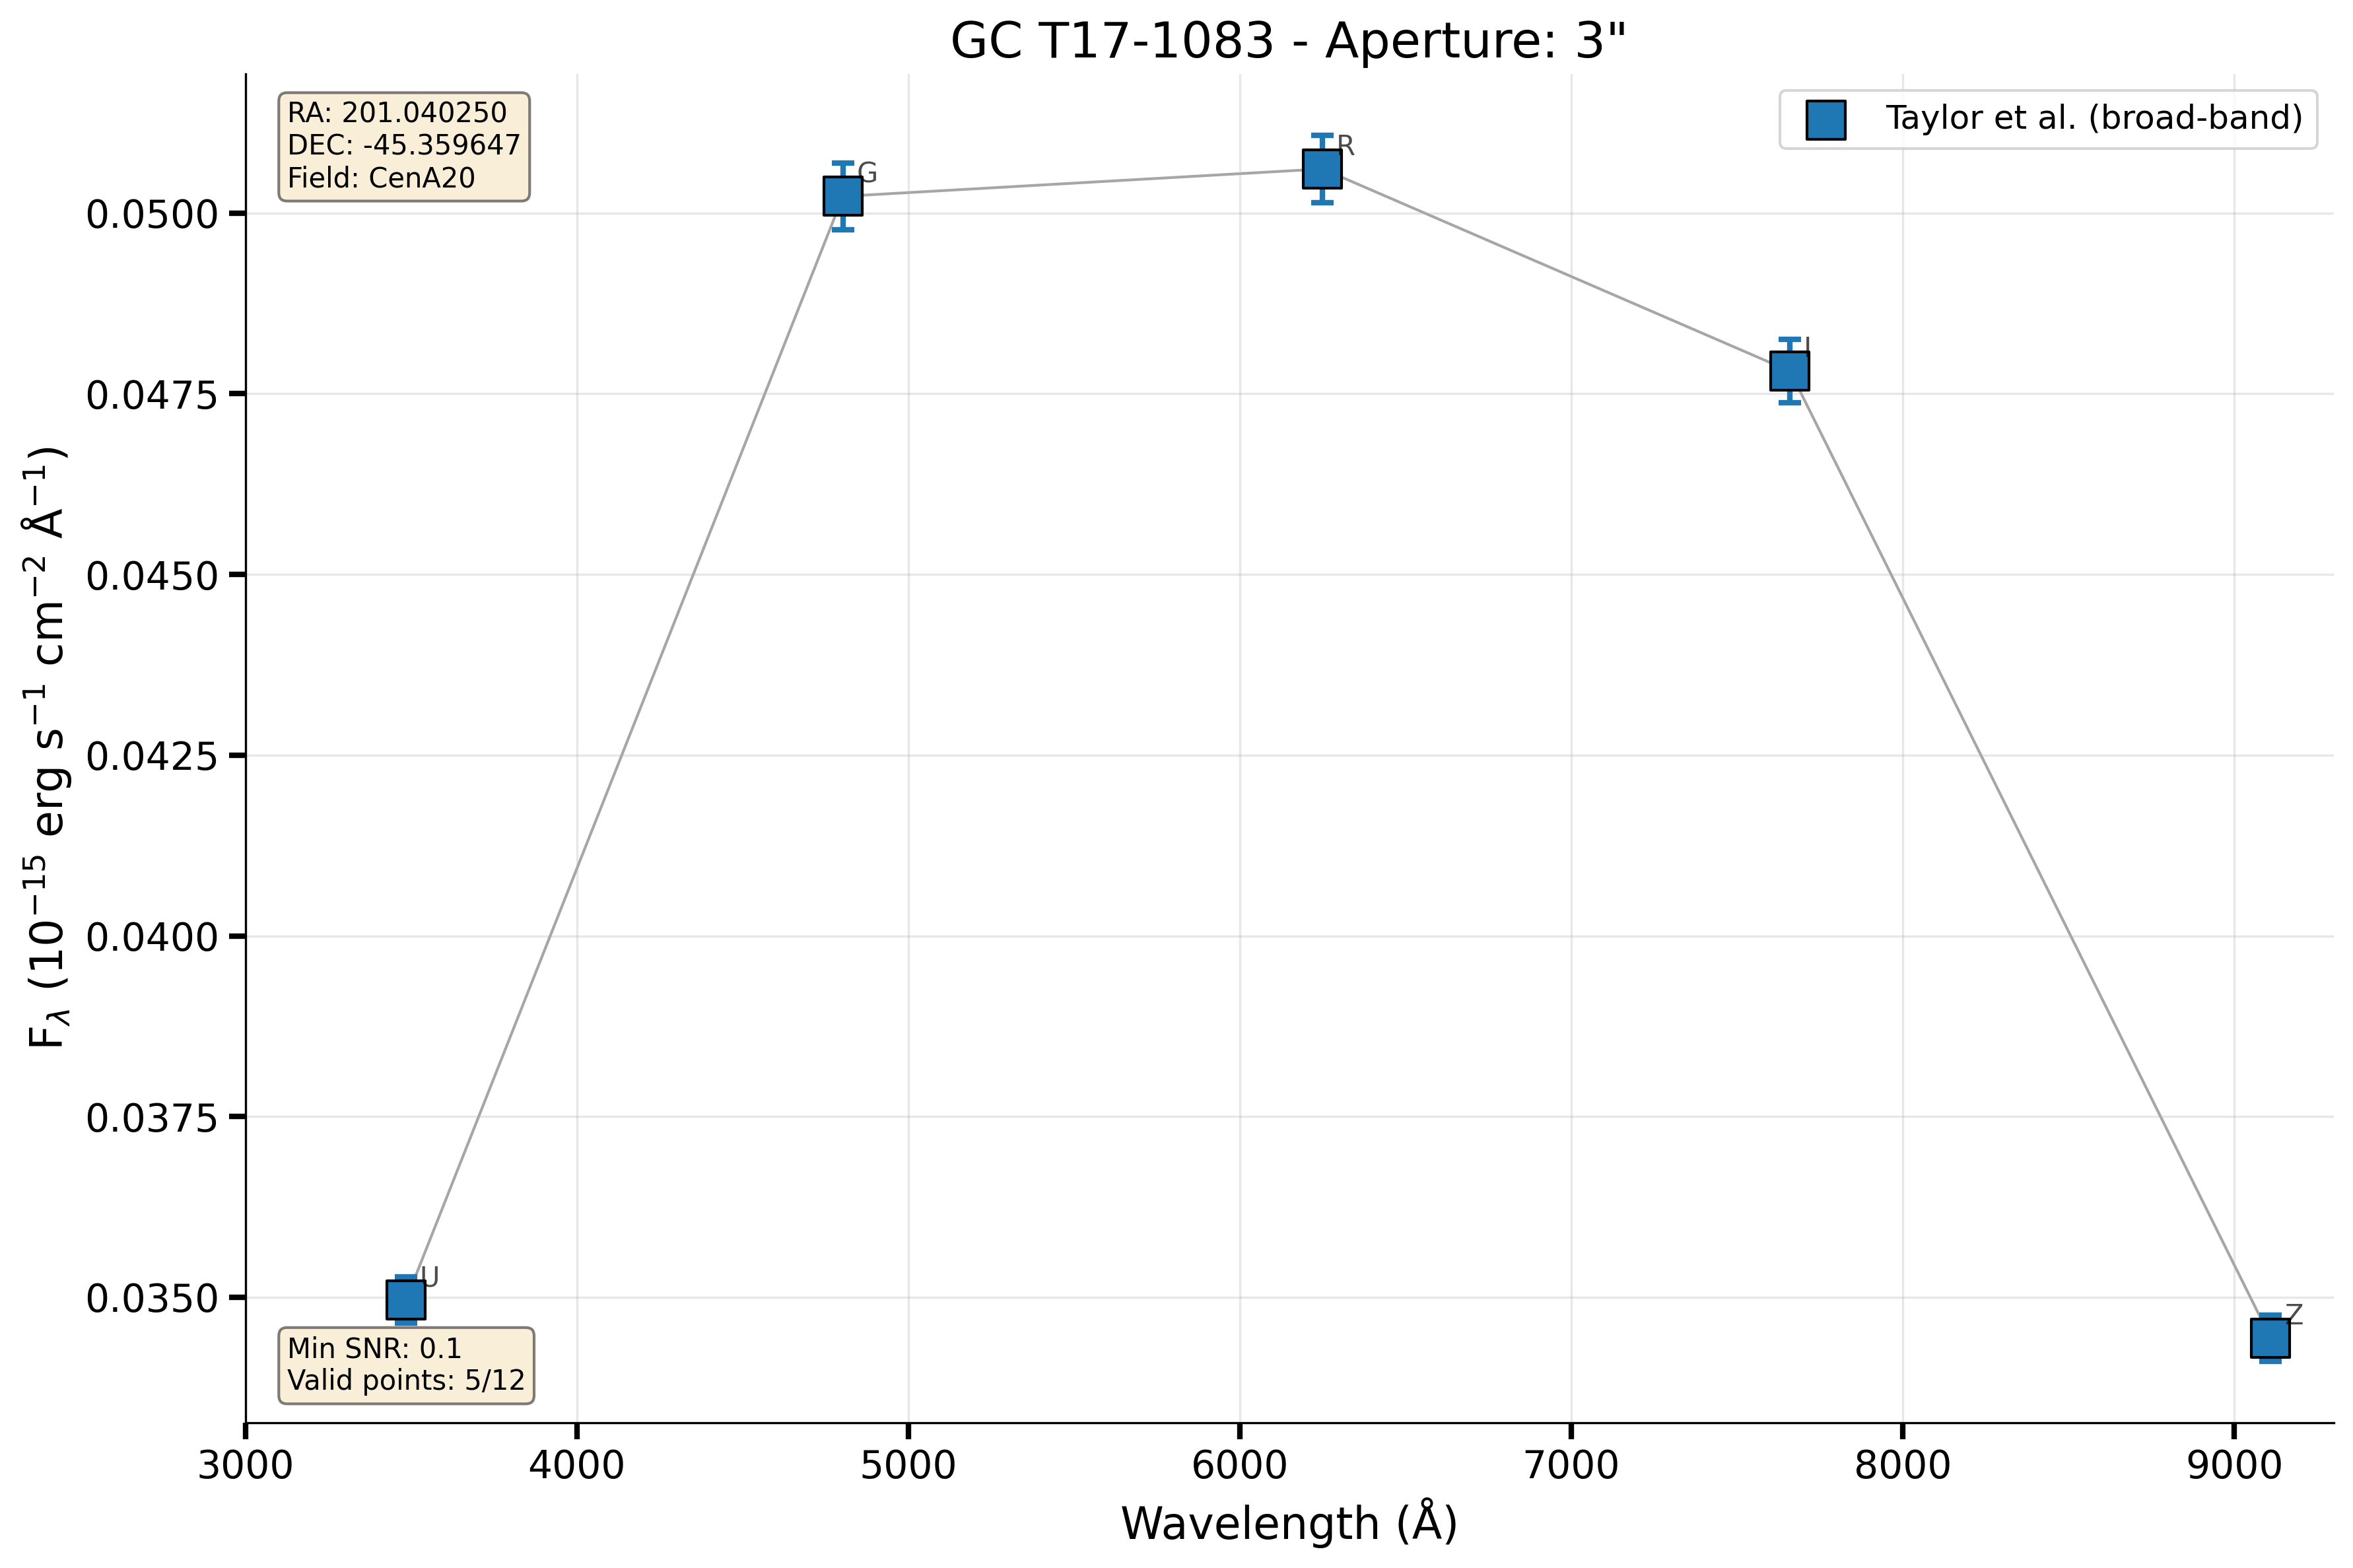 GC T17-1083 - Aperture: 3"
RA: 201.040250
DEC: -45.359647
Field: CenA20
Taylor et al. (broad-band)
G
R
I
U
Z
Min SNR: 0.1
Valid points: 5/12
0.0500
0.0475
0.0450
0.0425
0.0400
0.0375
0.0350
F_λ (10⁻¹⁵ erg s⁻¹ cm⁻² Å⁻¹)
3000 4000 5000 6000 7000 8000 9000
Wavelength (Å)